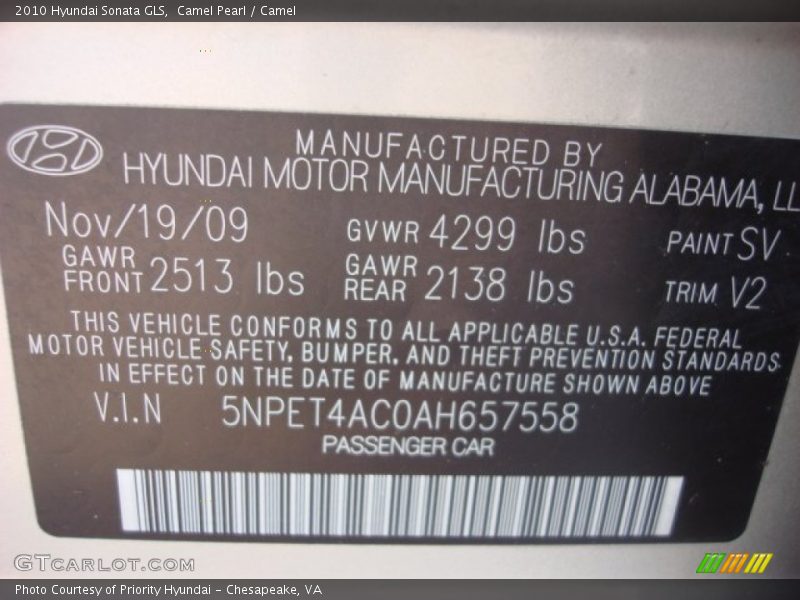 2010 Hyundai Sonata GLS,  Camel Pearl / Camel
MANUFACTURED BY
HYUNDAI MOTOR MANUFACTURING ALABAMA, LL
Nov/19/09 GVWR 4299 lbs PAINT SV
GAWR FRONT 2513 lbs GAWR REAR 2138 lbs TRIM V2
THIS VEHICLE CONFORMS TO ALL APPLICABLE U.S.A. FEDERAL
MOTOR VEHICLE SAFETY, BUMPER, AND THEFT PREVENTION STANDARDS
IN EFFECT ON THE DATE OF MANUFACTURE SHOWN ABOVE
V.I.N 5NPET4AC0AH657558
PASSENGER CAR
GTCARLOT.COM
Photo Courtesy of Priority Hyundai - Chesapeake, VA